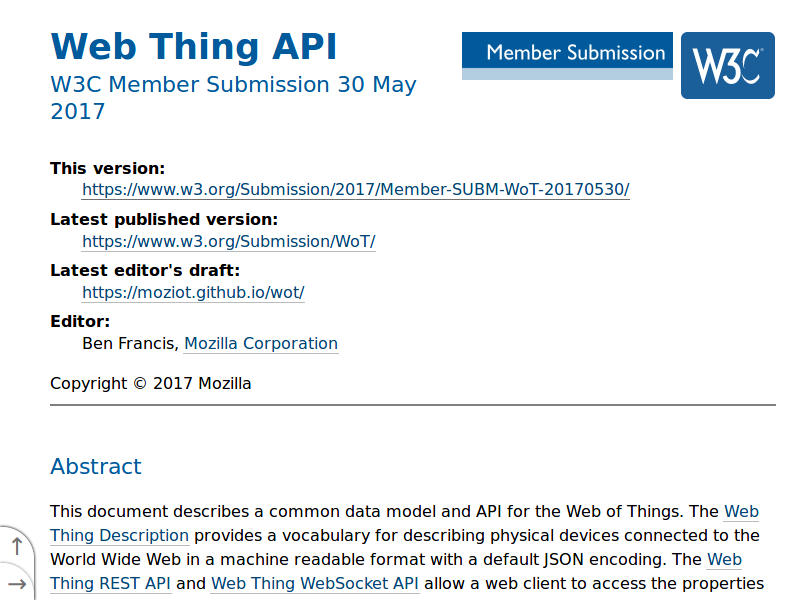 Web Thing API
Member Submission
W3C
W3C Member Submission 30 May
2017
This version:
https://www.w3.org/Submission/2017/Member-SUBM-WoT-20170530/
Latest published version:
https://www.w3.org/Submission/WoT/
Latest editor's draft:
https://moziot.github.io/wot/
Editor:
Ben Francis, Mozilla Corporation
Copyright © 2017 Mozilla
Abstract
This document describes a common data model and API for the Web of Things. The Web
Thing Description provides a vocabulary for describing physical devices connected to the
World Wide Web in a machine readable format with a default JSON encoding. The Web
Thing REST API and Web Thing WebSocket API allow a web client to access the properties
↑
→